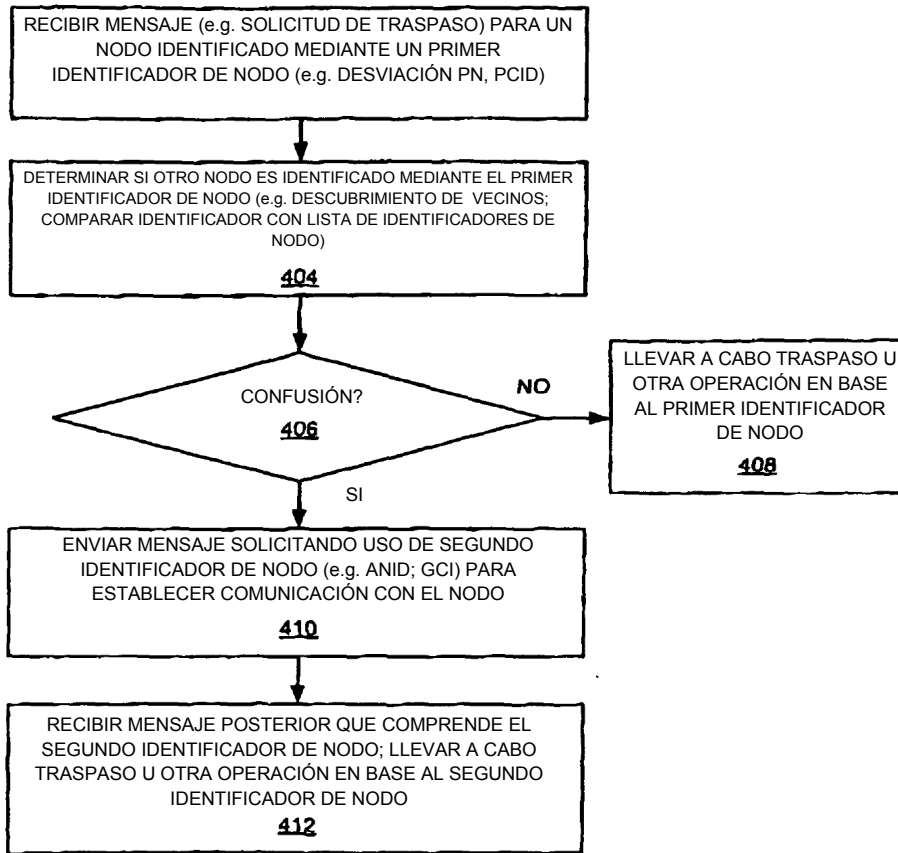 RECIBIR MENSAJE (e.g. SOLICITUD DE TRASPASO) PARA UN
NODO IDENTIFICADO MEDIANTE UN PRIMER
IDENTIFICADOR DE NODO (e.g. DESVIACIÓN PN, PCID)
DETERMINAR SI OTRO NODO ES IDENTIFICADO MEDIANTE EL PRIMER
IDENTIFICADOR DE NODO (e.g. DESCUBRIMIENTO DE VECINOS;
COMPARAR IDENTIFICADOR CON LISTA DE IDENTIFICADORES DE
NODO)
404
CONFUSIÓN?
406
NO
LLEVAR A CABO TRASPASO U
OTRA OPERACIÓN EN BASE
AL PRIMER IDENTIFICADOR
DE NODO
408
SI
ENVIAR MENSAJE SOLICITANDO USO DE SEGUNDO
IDENTIFICADOR DE NODO (e.g. ANID; GCI) PARA
ESTABLECER COMUNICACIÓN CON EL NODO
410
RECIBIR MENSAJE POSTERIOR QUE COMPRENDE EL
SEGUNDO IDENTIFICADOR DE NODO; LLEVAR A CABO
TRASPASO U OTRA OPERACIÓN EN BASE AL SEGUNDO
IDENTIFICADOR DE NODO
412